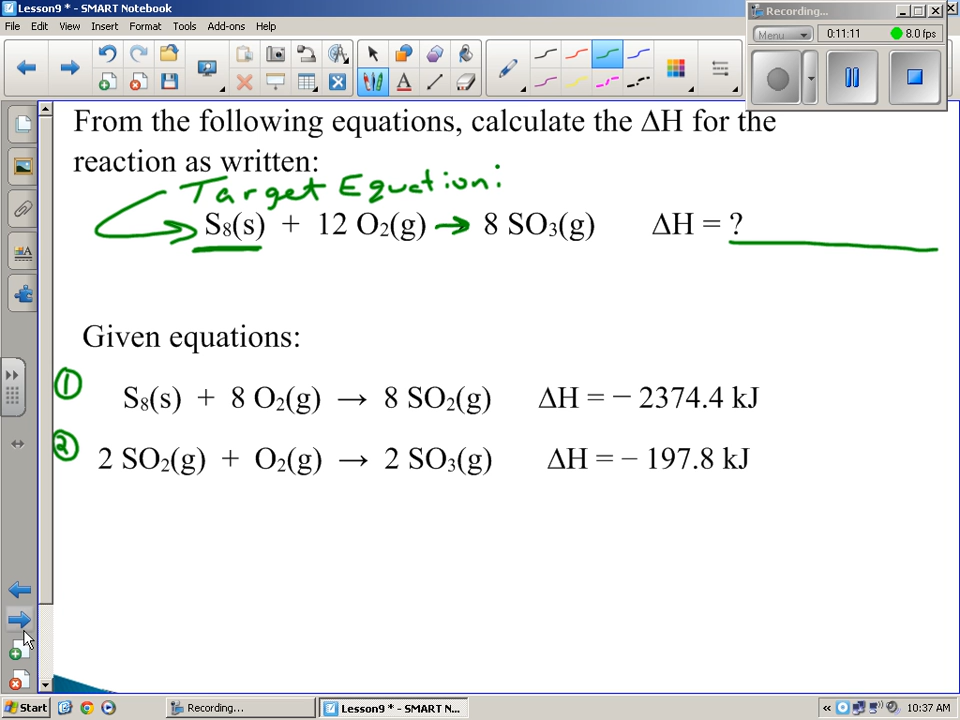 Lesson9 * - SMART Notebook
Recording...
File Edit View Insert Format Tools Add-ons Help
Menu 0:11:11 8.0 fps
From the following equations, calculate the ΔH for the
reaction as written:
Target Equation:
S₈(s) + 12 O₂(g) → 8 SO₃(g) ΔH = ?
Given equations:
① S₈(s) + 8 O₂(g) → 8 SO₂(g) ΔH = − 2374.4 kJ
② 2 SO₂(g) + O₂(g) → 2 SO₃(g) ΔH = − 197.8 kJ
Start Recording... Lesson9 * - SMART N... « 10:37 AM